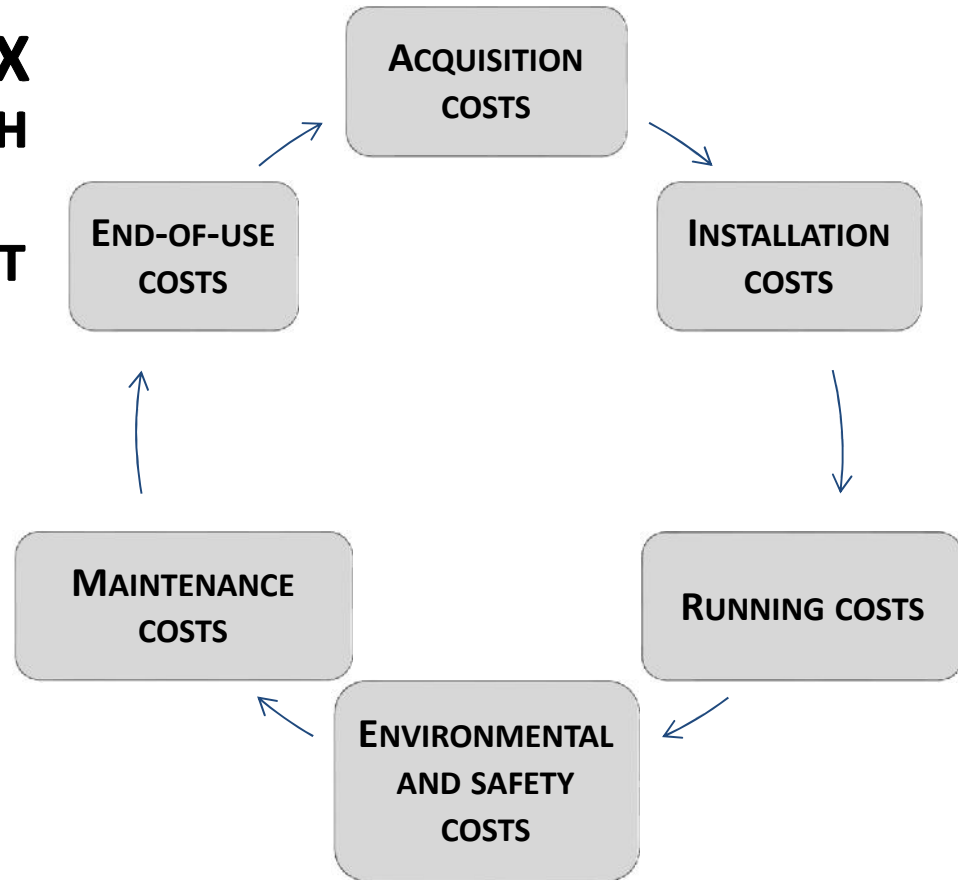 X
H
T
ACQUISITION
COSTS
END-OF-USE
COSTS
INSTALLATION
COSTS
MAINTENANCE
COSTS
RUNNING COSTS
ENVIRONMENTAL
AND SAFETY
COSTS